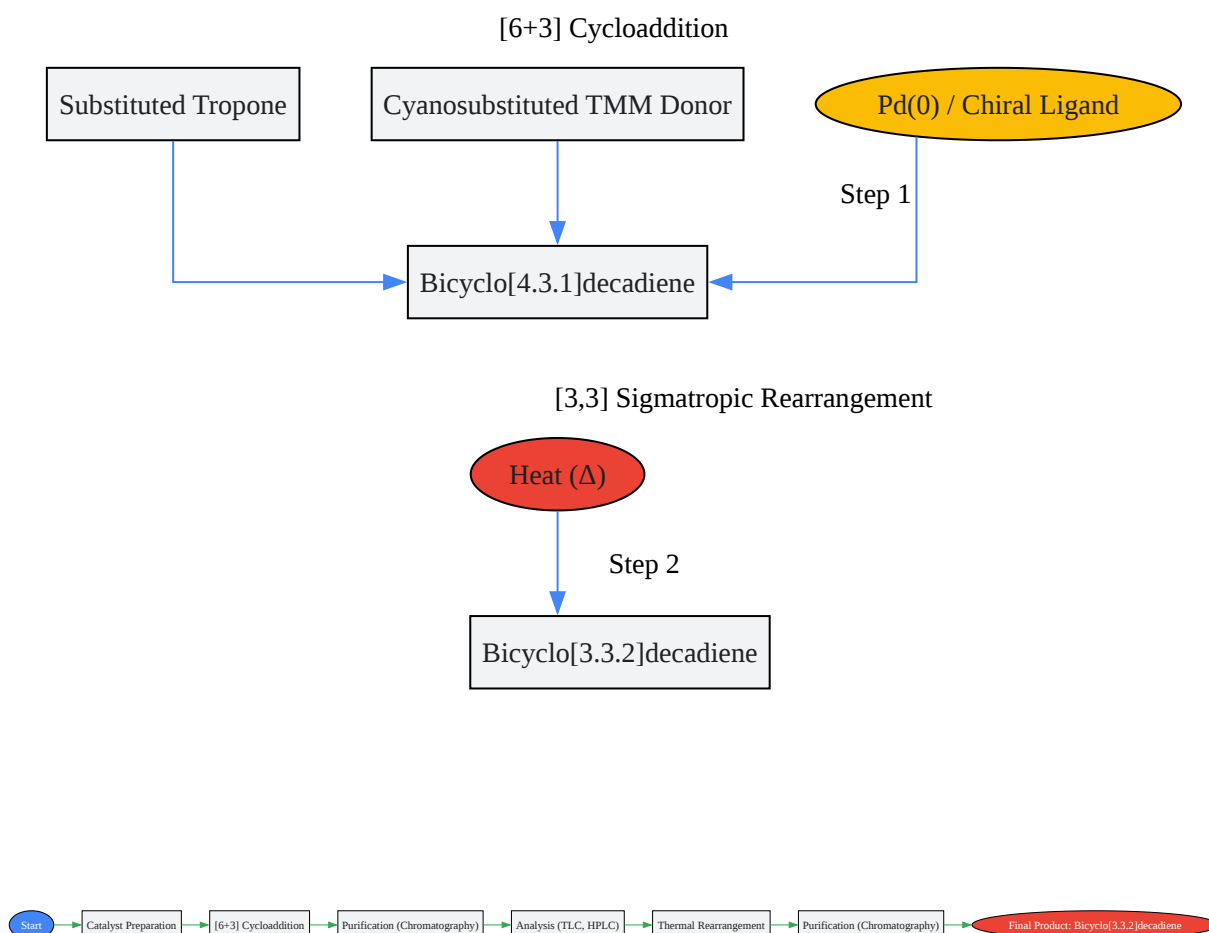 [6+3] Cycloaddition
Substituted Tropone
Cyanosubstituted TMM Donor
Pd(0) / Chiral Ligand
Step 1
Bicyclo[4.3.1]decadiene
[3,3] Sigmatropic Rearrangement
Heat (Δ)
Step 2
Bicyclo[3.3.2]decadiene
Start
Catalyst Preparation
[6+3] Cycloaddition
Purification (Chromatography)
Analysis (TLC, HPLC)
Thermal Rearrangement
Purification (Chromatography)
Final Product: Bicyclo[3.3.2]decadiene